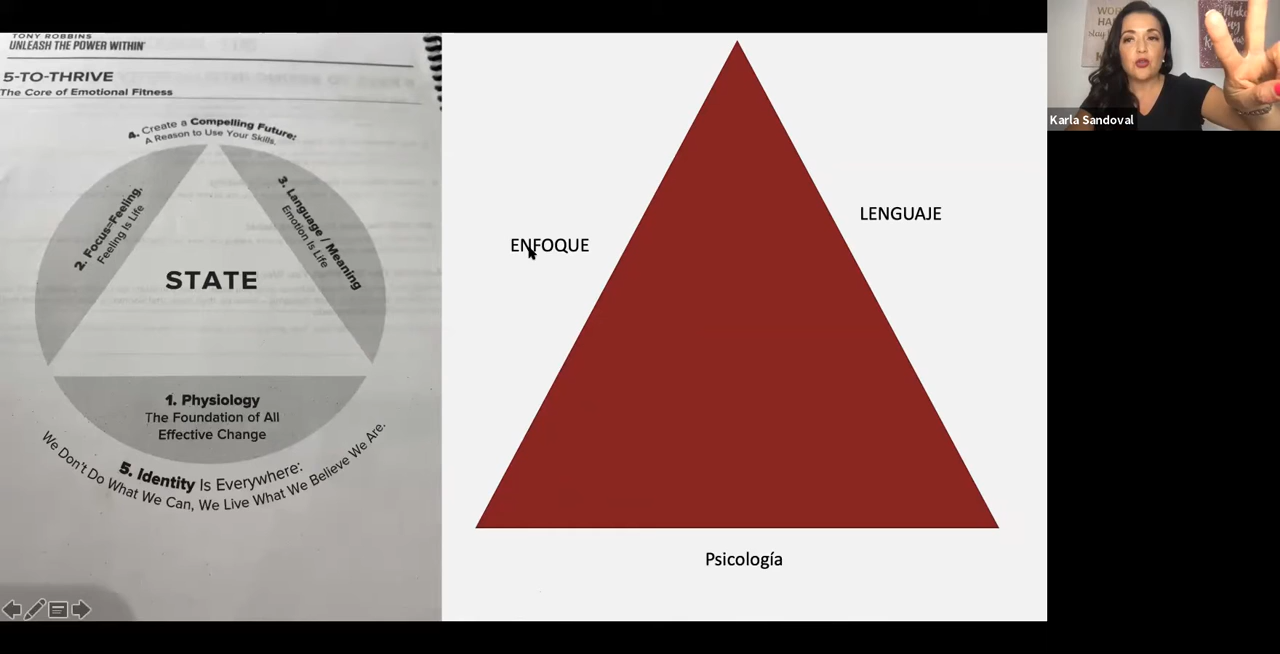 TONY ROBBINS
UNLEASH THE POWER WITHIN
5-TO-THRIVE
The Core of Emotional Fitness
4. Create a Compelling Future:
A Reason to Use Your Skills.
2. Focus=Feeling,
Feeling Is Life
3. Language / Meaning
Emotion Is Life
STATE
1. Physiology
The Foundation of All
Effective Change
5. Identity Is Everywhere:
We Don't Do What We Can, We Live What We Believe We Are.
ENFOQUE
LENGUAJE
Psicología
Karla Sandoval